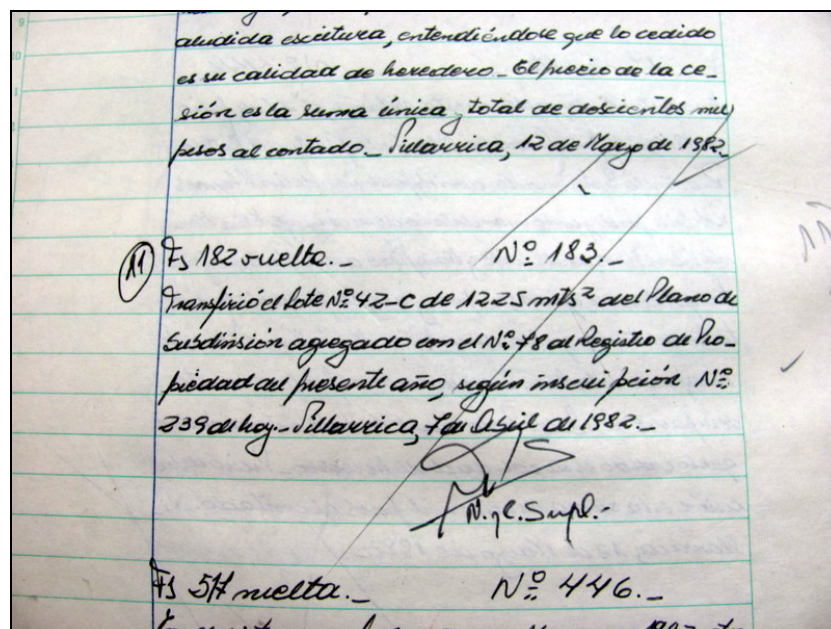 aludida escritura, entendiéndose que lo cedido
es su calidad de heredero._ El precio de la ce_
sión es la suma única y total de doscientos mil
pesos al contado._ Villarrica, 12 de Marzo de 1982._
11 Fs 182 vuelta._ Nº 183._
Transfirió el Lote Nº 42-C de 1225 mts² del Plano de
Subdivisión agregado con el Nº 78 al Registro de Pro_
piedad del presente año, según inscripción Nº
239 de hoy._ Villarrica, 7 de Abril de 1982._
N. y C. Supl.-
Fs 517 vuelta._ Nº 446._